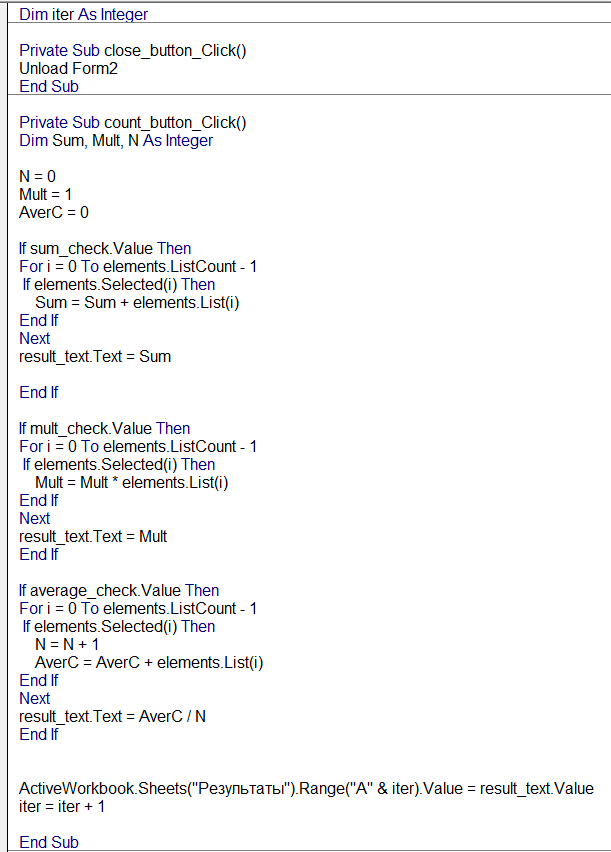 Dim iter As Integer
Private Sub close_button_Click()
Unload Form2
End Sub
Private Sub count_button_Click()
Dim Sum, Mult, N As Integer
N = 0
Mult = 1
AverC = 0
If sum_check.Value Then
For i = 0 To elements.ListCount - 1
If elements.Selected(i) Then
Sum = Sum + elements.List(i)
End If
Next
result_text.Text = Sum
End If
If mult_check.Value Then
For i = 0 To elements.ListCount - 1
If elements.Selected(i) Then
Mult = Mult * elements.List(i)
End If
Next
result_text.Text = Mult
End If
If average_check.Value Then
For i = 0 To elements.ListCount - 1
If elements.Selected(i) Then
N = N + 1
AverC = AverC + elements.List(i)
End If
Next
result_text.Text = AverC / N
End If
ActiveWorkbook.Sheets("Результаты").Range("A" & iter).Value = result_text.Value
iter = iter + 1
End Sub